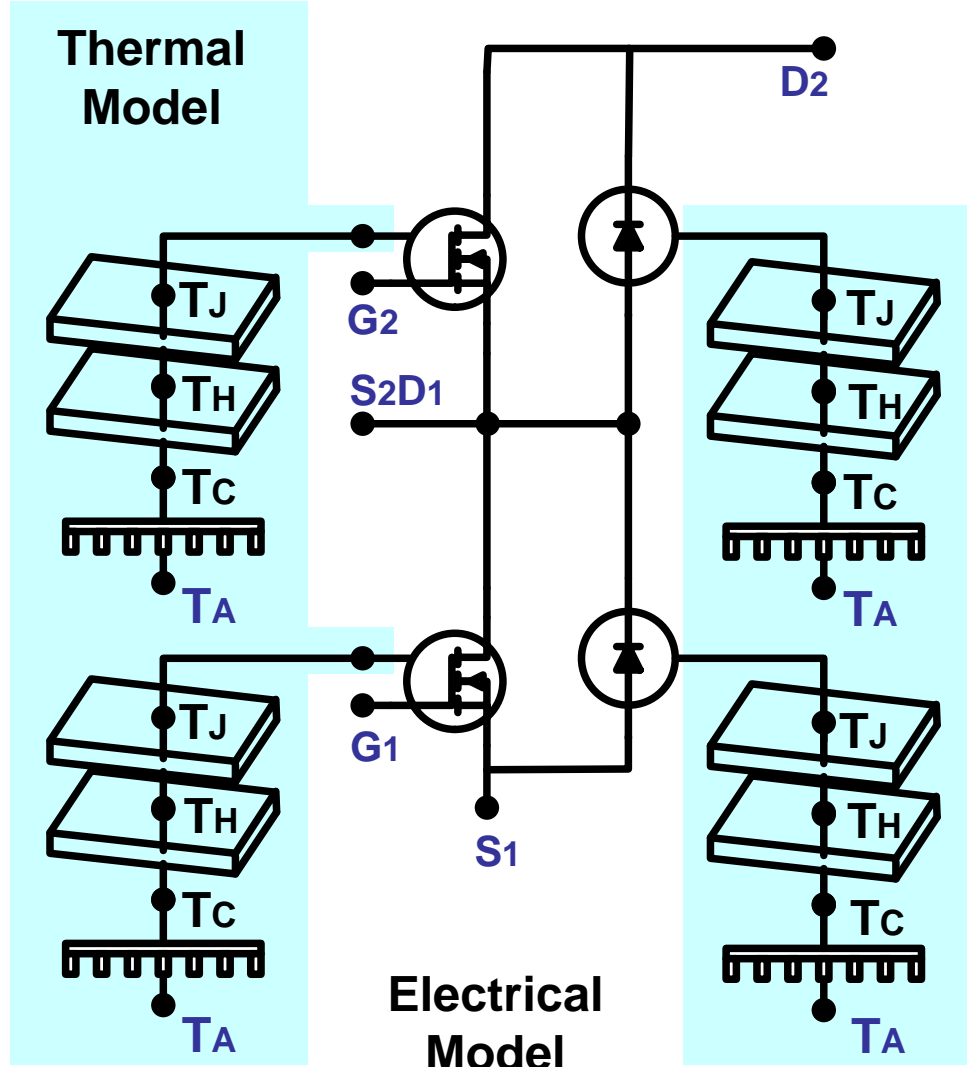 Thermal
Model
D2
TJ
G2
TJ
S2D1
TH
TH
TC
TC
TA
TA
TJ
G1
TJ
TH
TH
S1
TC
TC
Electrical
Model
TA
TA